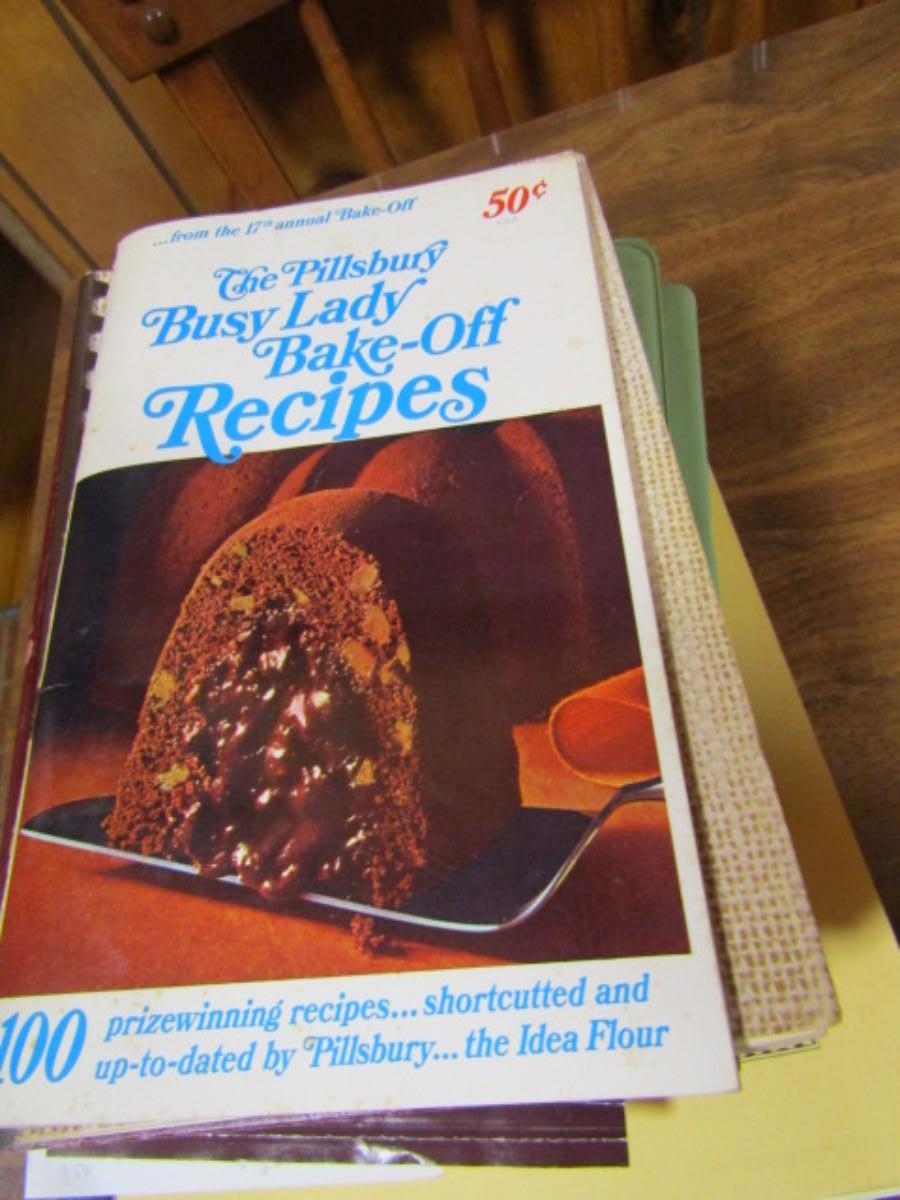 ...from the 17th annual Bake-Off
50¢
The Pillsbury
Busy Lady
Bake-Off
Recipes
100 prizewinning recipes...shortcutted and
up-to-dated by Pillsbury...the Idea Flour